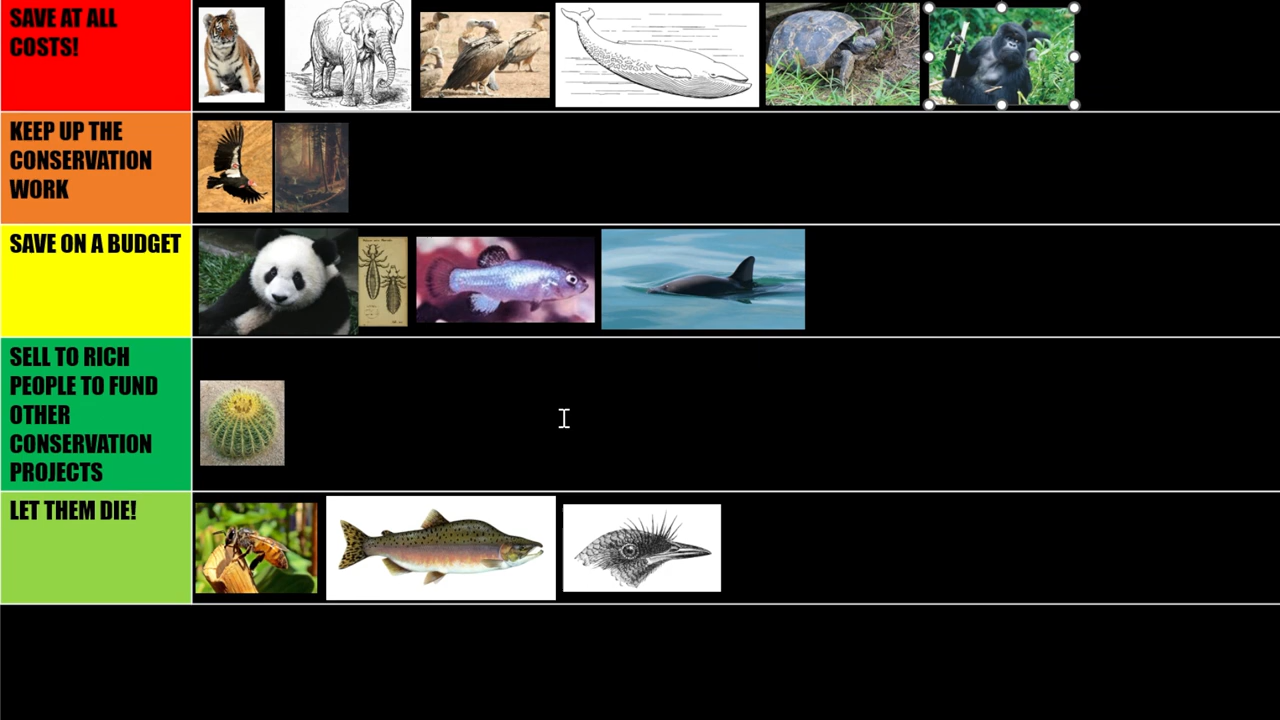 SAVE AT ALL
COSTS!
KEEP UP THE
CONSERVATION
WORK
SAVE ON A BUDGET
SELL TO RICH
PEOPLE TO FUND
OTHER
CONSERVATION
PROJECTS
LET THEM DIE!